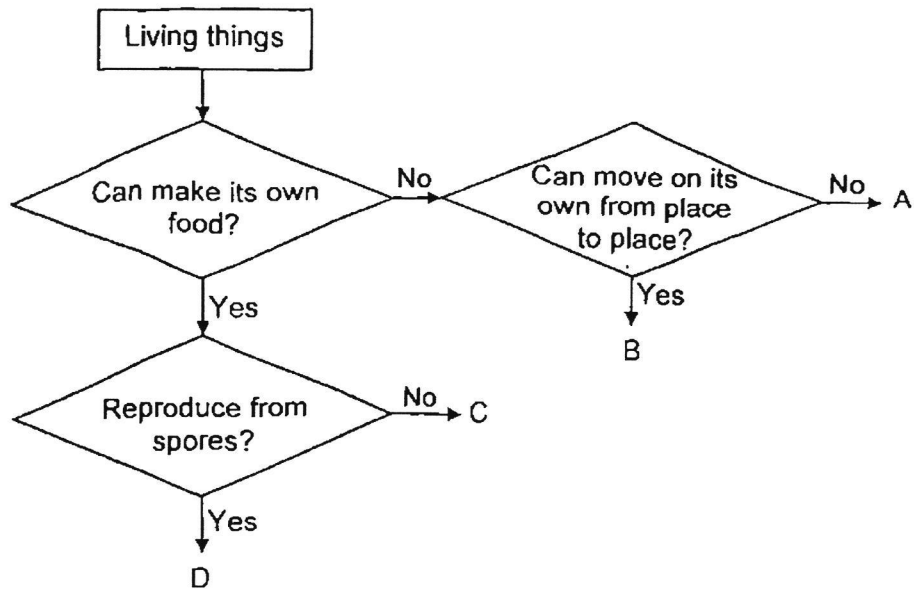 Living things
Can make its own
food?
No
Can move on its
own from place
to place?
No
A
Yes
Yes
B
Reproduce from
spores?
No
C
Yes
D